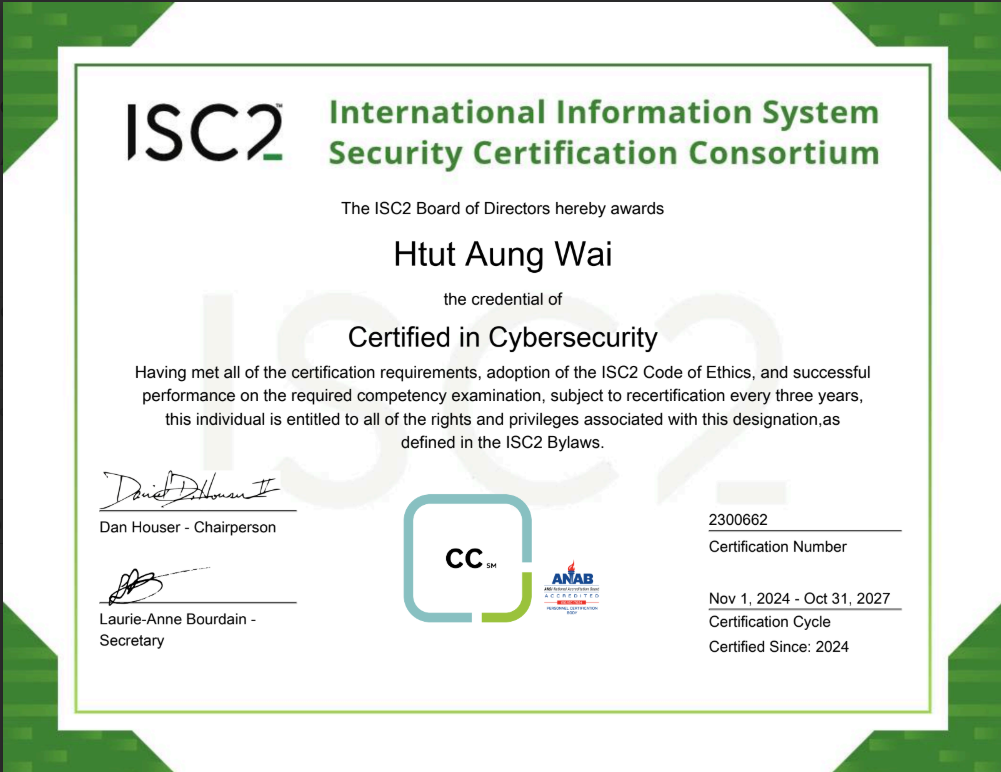 ISC2™
International Information System
Security Certification Consortium
The ISC2 Board of Directors hereby awards
Htut Aung Wai
the credential of
Certified in Cybersecurity
Having met all of the certification requirements, adoption of the ISC2 Code of Ethics, and successful
performance on the required competency examination, subject to recertification every three years,
this individual is entitled to all of the rights and privileges associated with this designation,as
defined in the ISC2 Bylaws.
ISC2
David D. Houser II
Dan Houser - Chairperson
Laurie-Anne Bourdain -
Secretary
CC SM
ANAB
ANSI National Accreditation Board
ACCREDITED
PERSONNEL CERTIFICATION
BODY
2300662
Certification Number
Nov 1, 2024 - Oct 31, 2027
Certification Cycle
Certified Since: 2024